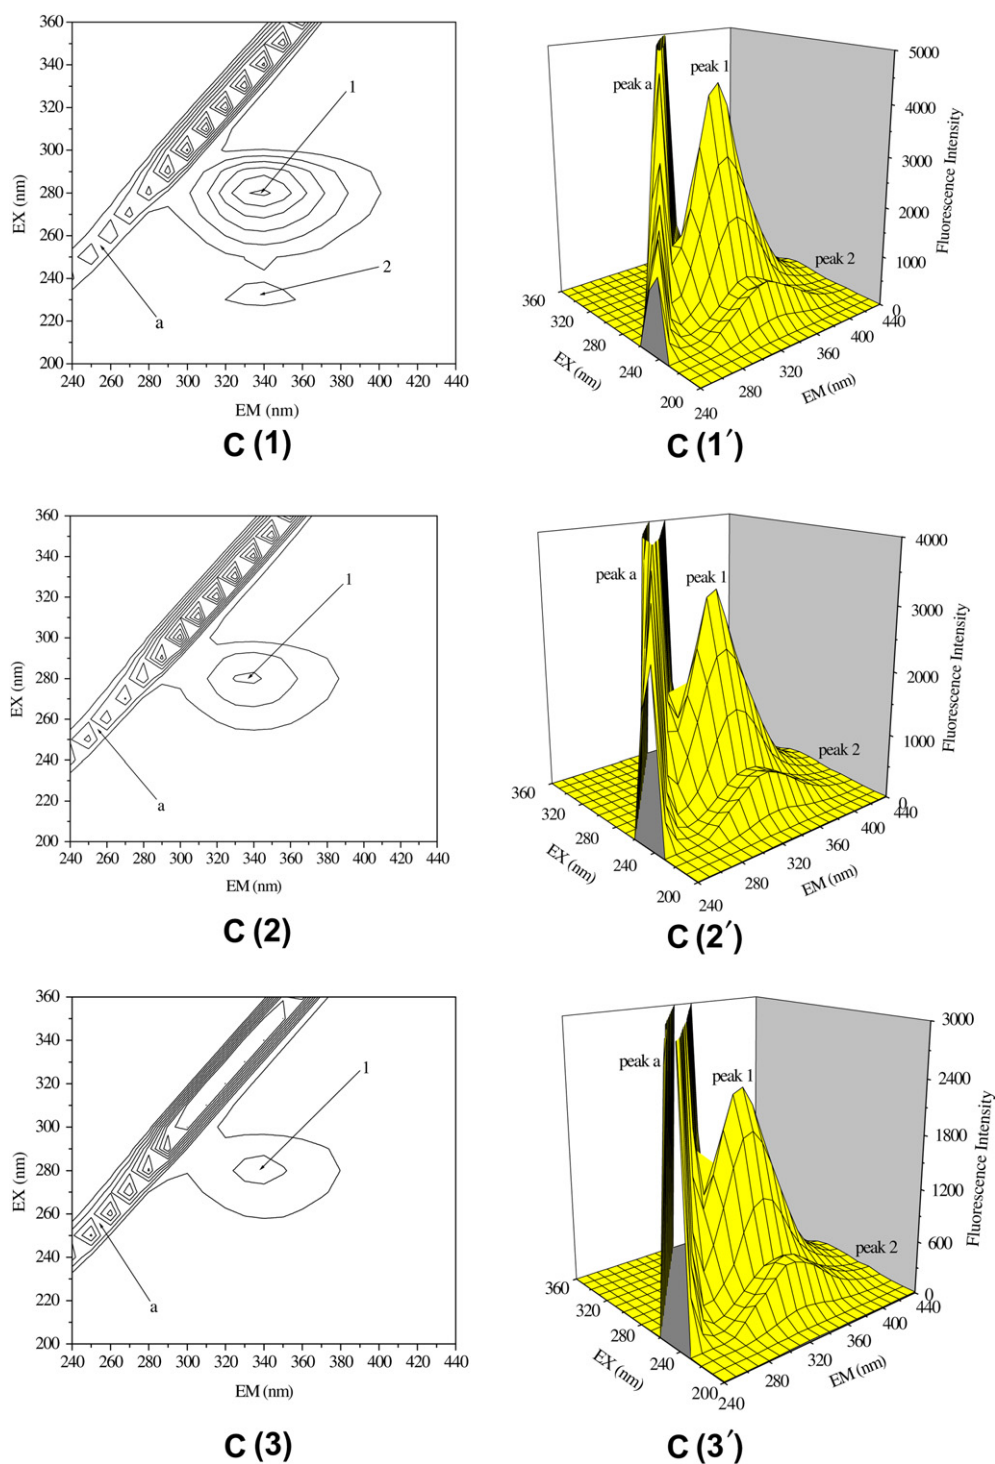 360
340
320
300
280
260
240
220
200
EX (nm)
1
2
a
240 260 280 300 320 340 360 380 400 420 440
EM (nm)
C (1)
peak a
peak 1
peak 2
5000
4000
3000
2000
1000
0
Fluorescence Intensity
360
320
280
240
200
EX (nm)
240
280
320
360
400
440
EM (nm)
C (1′)
360
340
320
300
280
260
240
220
200
EX (nm)
1
a
240 260 280 300 320 340 360 380 400 420 440
EM (nm)
C (2)
peak a
peak 1
peak 2
4000
3000
2000
1000
0
Fluorescence Intensity
360
320
280
240
200
EX (nm)
240
280
320
360
400
440
EM (nm)
C (2′)
360
340
320
300
280
260
240
220
200
EX (nm)
1
a
240 260 280 300 320 340 360 380 400 420 440
EM (nm)
C (3)
peak a
peak 1
peak 2
3000
2400
1800
1200
600
0
Fluorescence Intensity
360
320
280
240
200
EX (nm)
240
280
320
360
400
440
EM (nm)
C (3′)